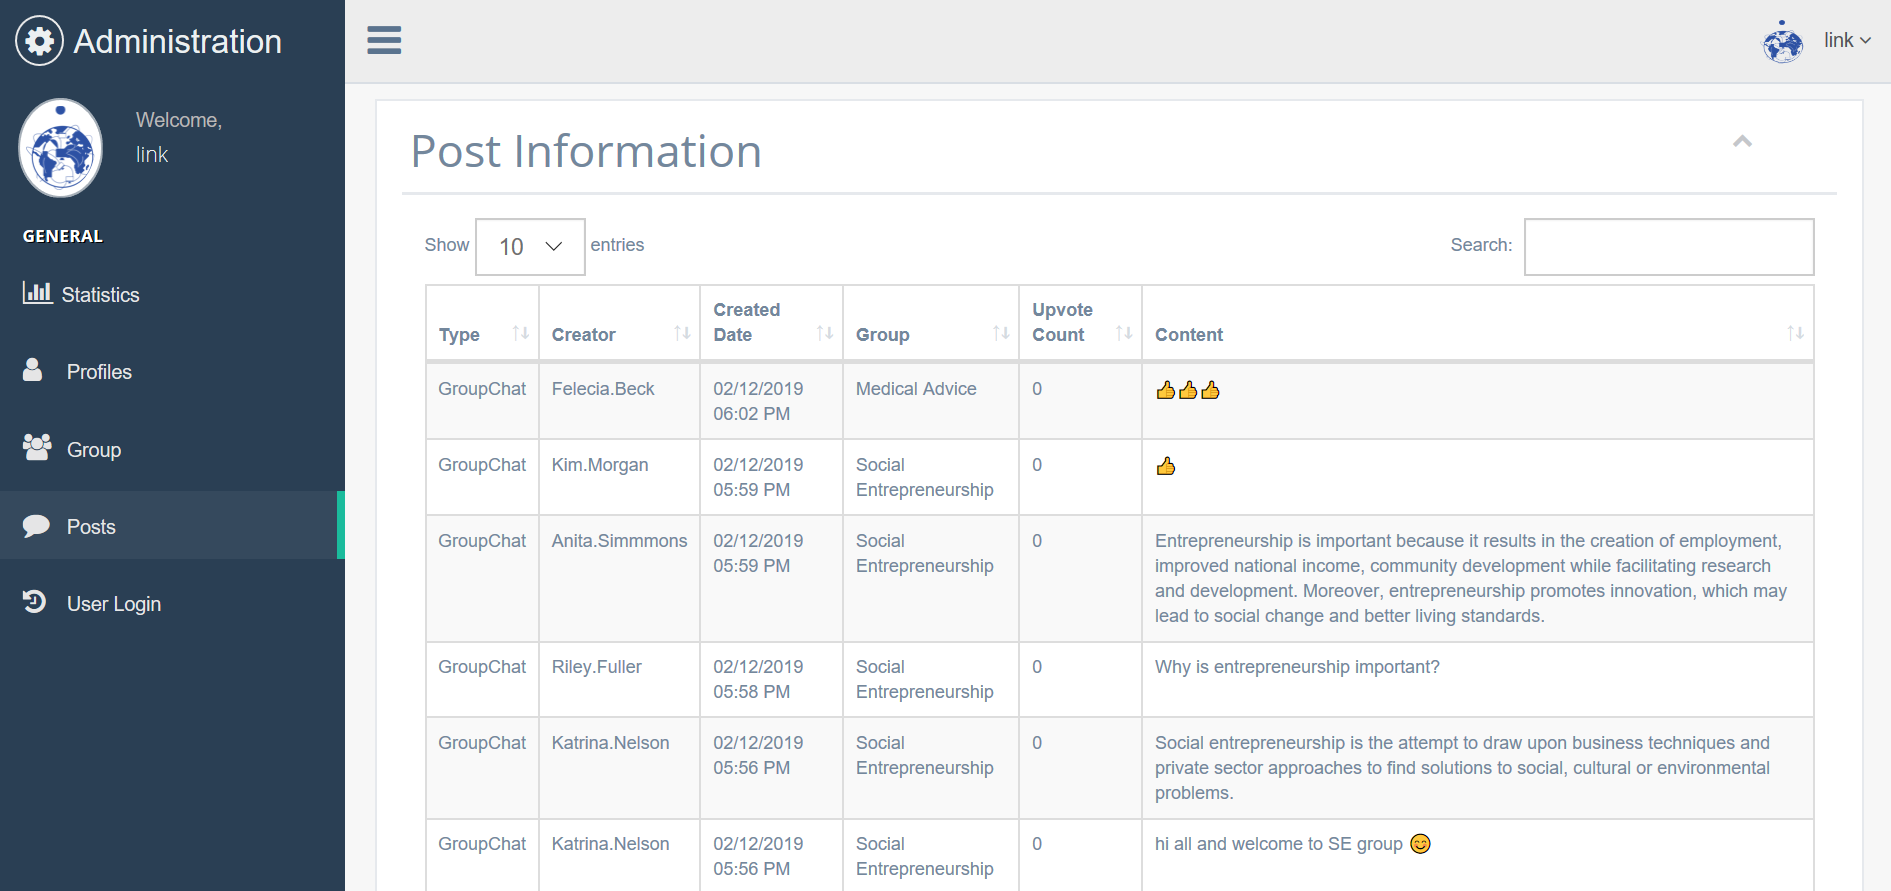 Administration
link
Welcome,
link
GENERAL
Statistics
Profiles
Group
Posts
User Login
Post Information
Show 10 entries
Search:
Type Creator Created Date Group Upvote Count Content
GroupChat Felecia.Beck 02/12/2019 06:02 PM Medical Advice 0 👍👍👍
GroupChat Kim.Morgan 02/12/2019 05:59 PM Social Entrepreneurship 0 👍
GroupChat Anita.Simmmons 02/12/2019 05:59 PM Social Entrepreneurship 0 Entrepreneurship is important because it results in the creation of employment,
improved national income, community development while facilitating research
and development. Moreover, entrepreneurship promotes innovation, which may
lead to social change and better living standards.
GroupChat Riley.Fuller 02/12/2019 05:58 PM Social Entrepreneurship 0 Why is entrepreneurship important?
GroupChat Katrina.Nelson 02/12/2019 05:56 PM Social Entrepreneurship 0 Social entrepreneurship is the attempt to draw upon business techniques and
private sector approaches to find solutions to social, cultural or environmental
problems.
GroupChat Katrina.Nelson 02/12/2019 05:56 PM Social Entrepreneurship 0 hi all and welcome to SE group 😊